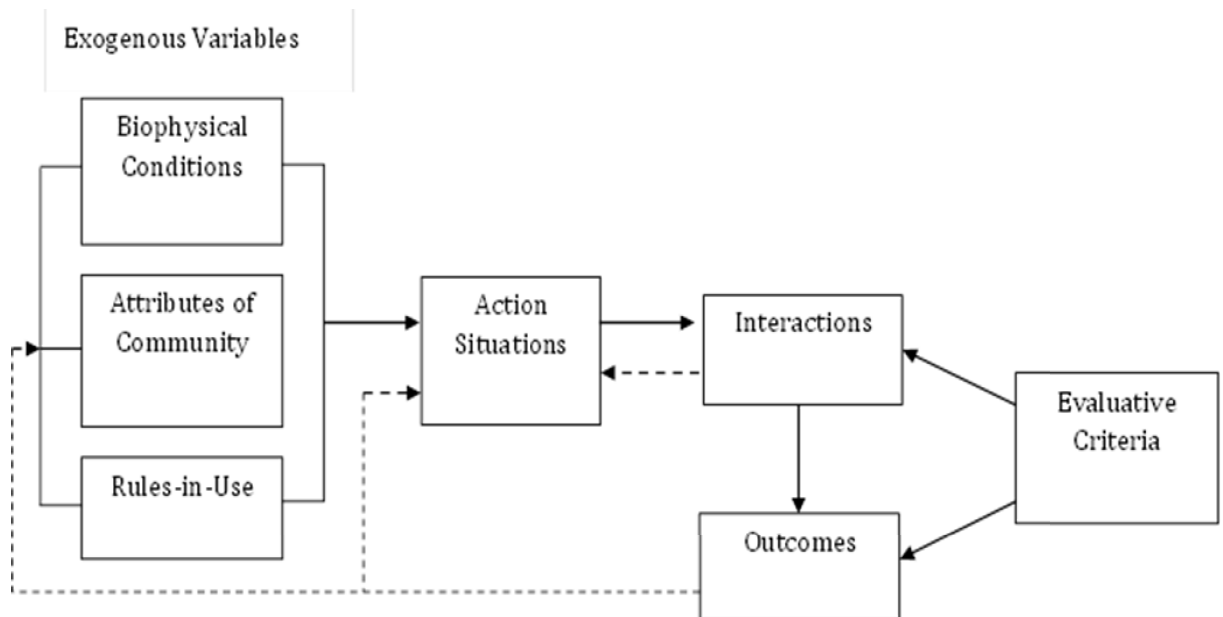 Exogenous Variables
Biophysical
Conditions
Attributes of
Community
Rules-in-Use
Action
Situations
Interactions
Outcomes
Evaluative
Criteria